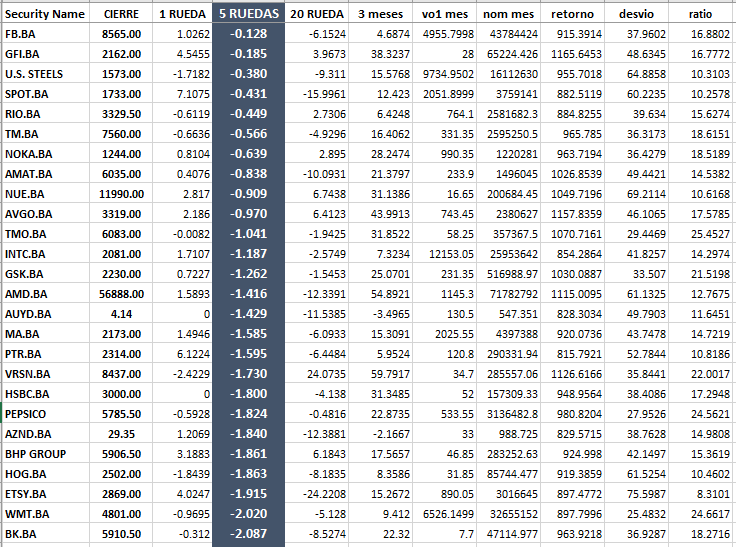 Security Name CIERRE 1 RUEDA 5 RUEDAS 20 RUEDA 3 meses vo1 mes nom mes retorno desvio ratio
FB.BA 8565.00 1.0262 -0.128 -6.1524 4.6874 4955.7998 43784424 915.3914 37.9602 16.8802
GFI.BA 2162.00 4.5455 -0.185 3.9673 38.3237 28 65224.426 1165.6453 48.6345 16.7772
U.S. STEELS 1573.00 -1.7182 -0.380 -9.311 15.5768 9734.9502 16112630 955.7018 64.8858 10.3103
SPOT.BA 1733.00 7.1075 -0.431 -15.9961 12.423 2051.8999 3759141 882.5119 60.2235 10.2578
RIO.BA 3329.50 -0.6119 -0.449 2.7306 6.4248 764.1 2581682.3 884.8255 39.634 15.6274
TM.BA 7560.00 -0.6636 -0.566 -4.9296 16.4062 331.35 2595250.5 965.785 36.3173 18.6151
NOKA.BA 1244.00 0.8104 -0.639 2.895 28.2474 990.35 1220281 963.7194 36.4279 18.5189
AMAT.BA 6035.00 0.4076 -0.838 -10.0931 21.3797 233.9 1496045 1026.8539 49.4421 14.5382
NUE.BA 11990.00 2.817 -0.909 6.7438 31.1386 16.65 200684.45 1049.7196 69.2114 10.6168
AVGO.BA 3319.00 2.186 -0.970 6.4123 43.9913 743.45 2380627 1157.8359 46.1065 17.5785
TMO.BA 6083.00 -0.0082 -1.041 -1.9425 31.8522 58.25 357367.5 1070.7161 29.4469 25.4527
INTC.BA 2081.00 1.7107 -1.187 -2.5749 7.3234 12153.05 25953642 854.2864 41.8257 14.2974
GSK.BA 2230.00 0.7227 -1.262 -1.5453 25.0701 231.35 516988.97 1030.0887 33.507 21.5198
AMD.BA 56888.00 1.5893 -1.416 -12.3391 54.8921 1145.3 71782792 1115.0095 61.1325 12.7675
AUYD.BA 4.14 0 -1.429 -11.5385 -3.4965 130.5 547.351 828.3034 49.7903 11.6451
MA.BA 2173.00 1.4946 -1.585 -6.0933 15.3091 2025.55 4397388 920.0736 43.7478 14.7219
PTR.BA 2314.00 6.1224 -1.595 -6.4484 5.9524 120.8 290331.94 815.7921 52.7844 10.8186
VRSN.BA 8437.00 -2.4229 -1.730 24.0735 59.7917 34.7 285557.06 1126.6166 35.8441 22.0017
HSBC.BA 3000.00 0 -1.800 -4.138 31.3485 52 157309.33 948.9564 38.4086 17.2948
PEPSICO 5785.50 -0.5928 -1.824 -0.4816 22.8735 533.55 3136482.8 980.8204 27.9526 24.5621
AZND.BA 29.35 1.2069 -1.840 -12.3881 -2.1667 33 988.725 829.5715 38.7628 14.9808
BHP GROUP 5906.50 3.1883 -1.861 6.1843 17.5657 46.85 283252.63 924.998 42.1497 15.3619
HOG.BA 2502.00 -1.8439 -1.863 -8.1835 8.3586 31.85 85744.477 919.3859 61.5254 10.4602
ETSY.BA 2869.00 4.0247 -1.915 -24.2208 15.2672 890.05 3016645 897.4772 75.5987 8.3101
WMT.BA 4801.00 -0.9695 -2.020 -5.128 9.412 6526.1499 32655152 897.7996 25.4832 24.6617
BK.BA 5910.50 -0.312 -2.087 -8.5274 22.32 7.7 47114.977 963.9218 36.9287 18.2716